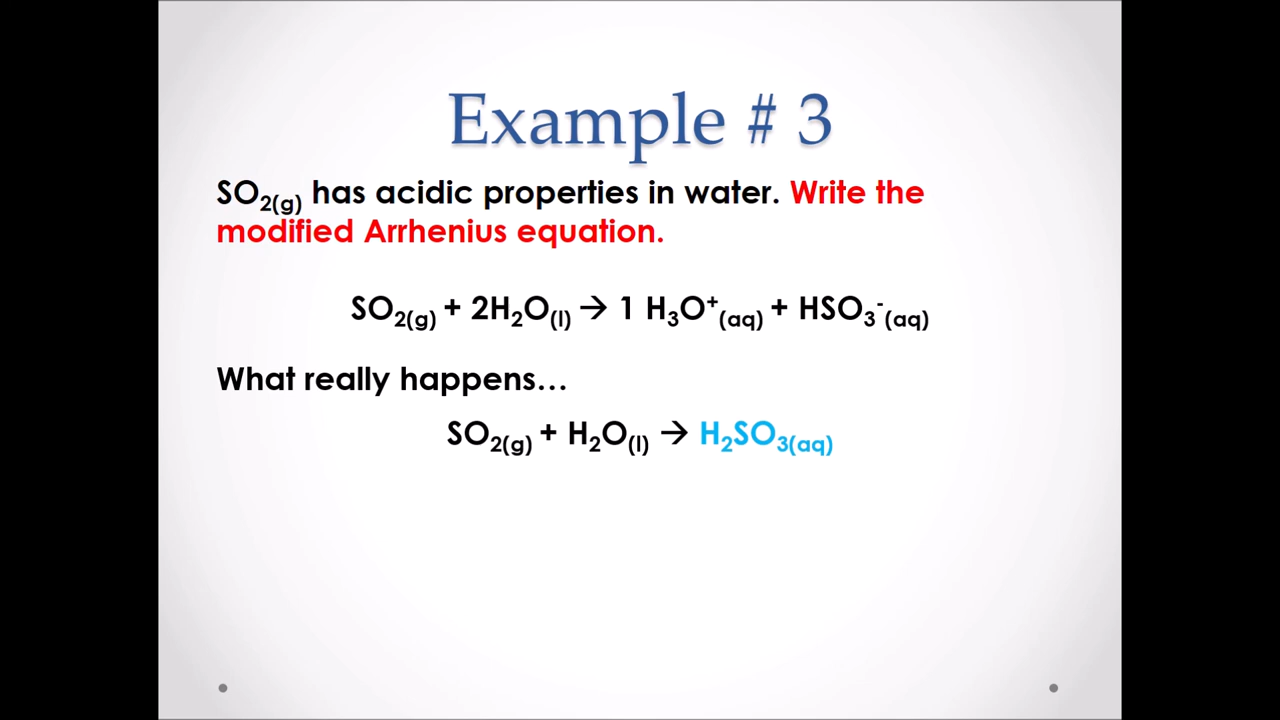 Example # 3
SO₂(g) has acidic properties in water. Write the
modified Arrhenius equation.
SO₂(g) + 2H₂O(l) → 1 H₃O⁺(aq) + HSO₃⁻(aq)
What really happens…
SO₂(g) + H₂O(l) → H₂SO₃(aq)